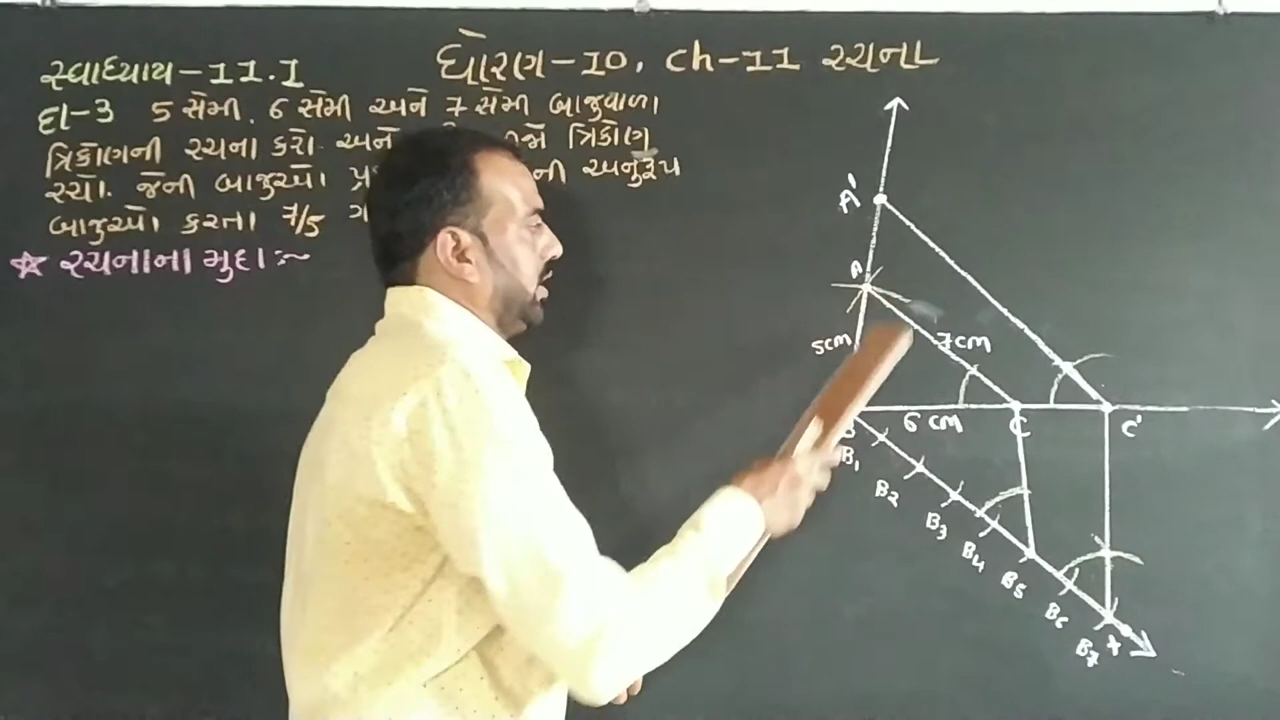 ધોરણ-10, ch-11 રચના
સ્વાધ્યાય-11.1
દા-3 5 સેમી, 6 સેમી અને 7 સેમી બાજુવાળા
ત્રિકોણની રચના કરો. અને ત્રિકોણ
રચો. જેની બાજુઓ ની અનુરૂપ
બાજુઓ કરતા 7/5
★ રચનાના મુદ્દા :~
A'
A
5cm
7cm
6 cm
B
C
C'
B1
B2
B3
B4
B5
B6
B7
X